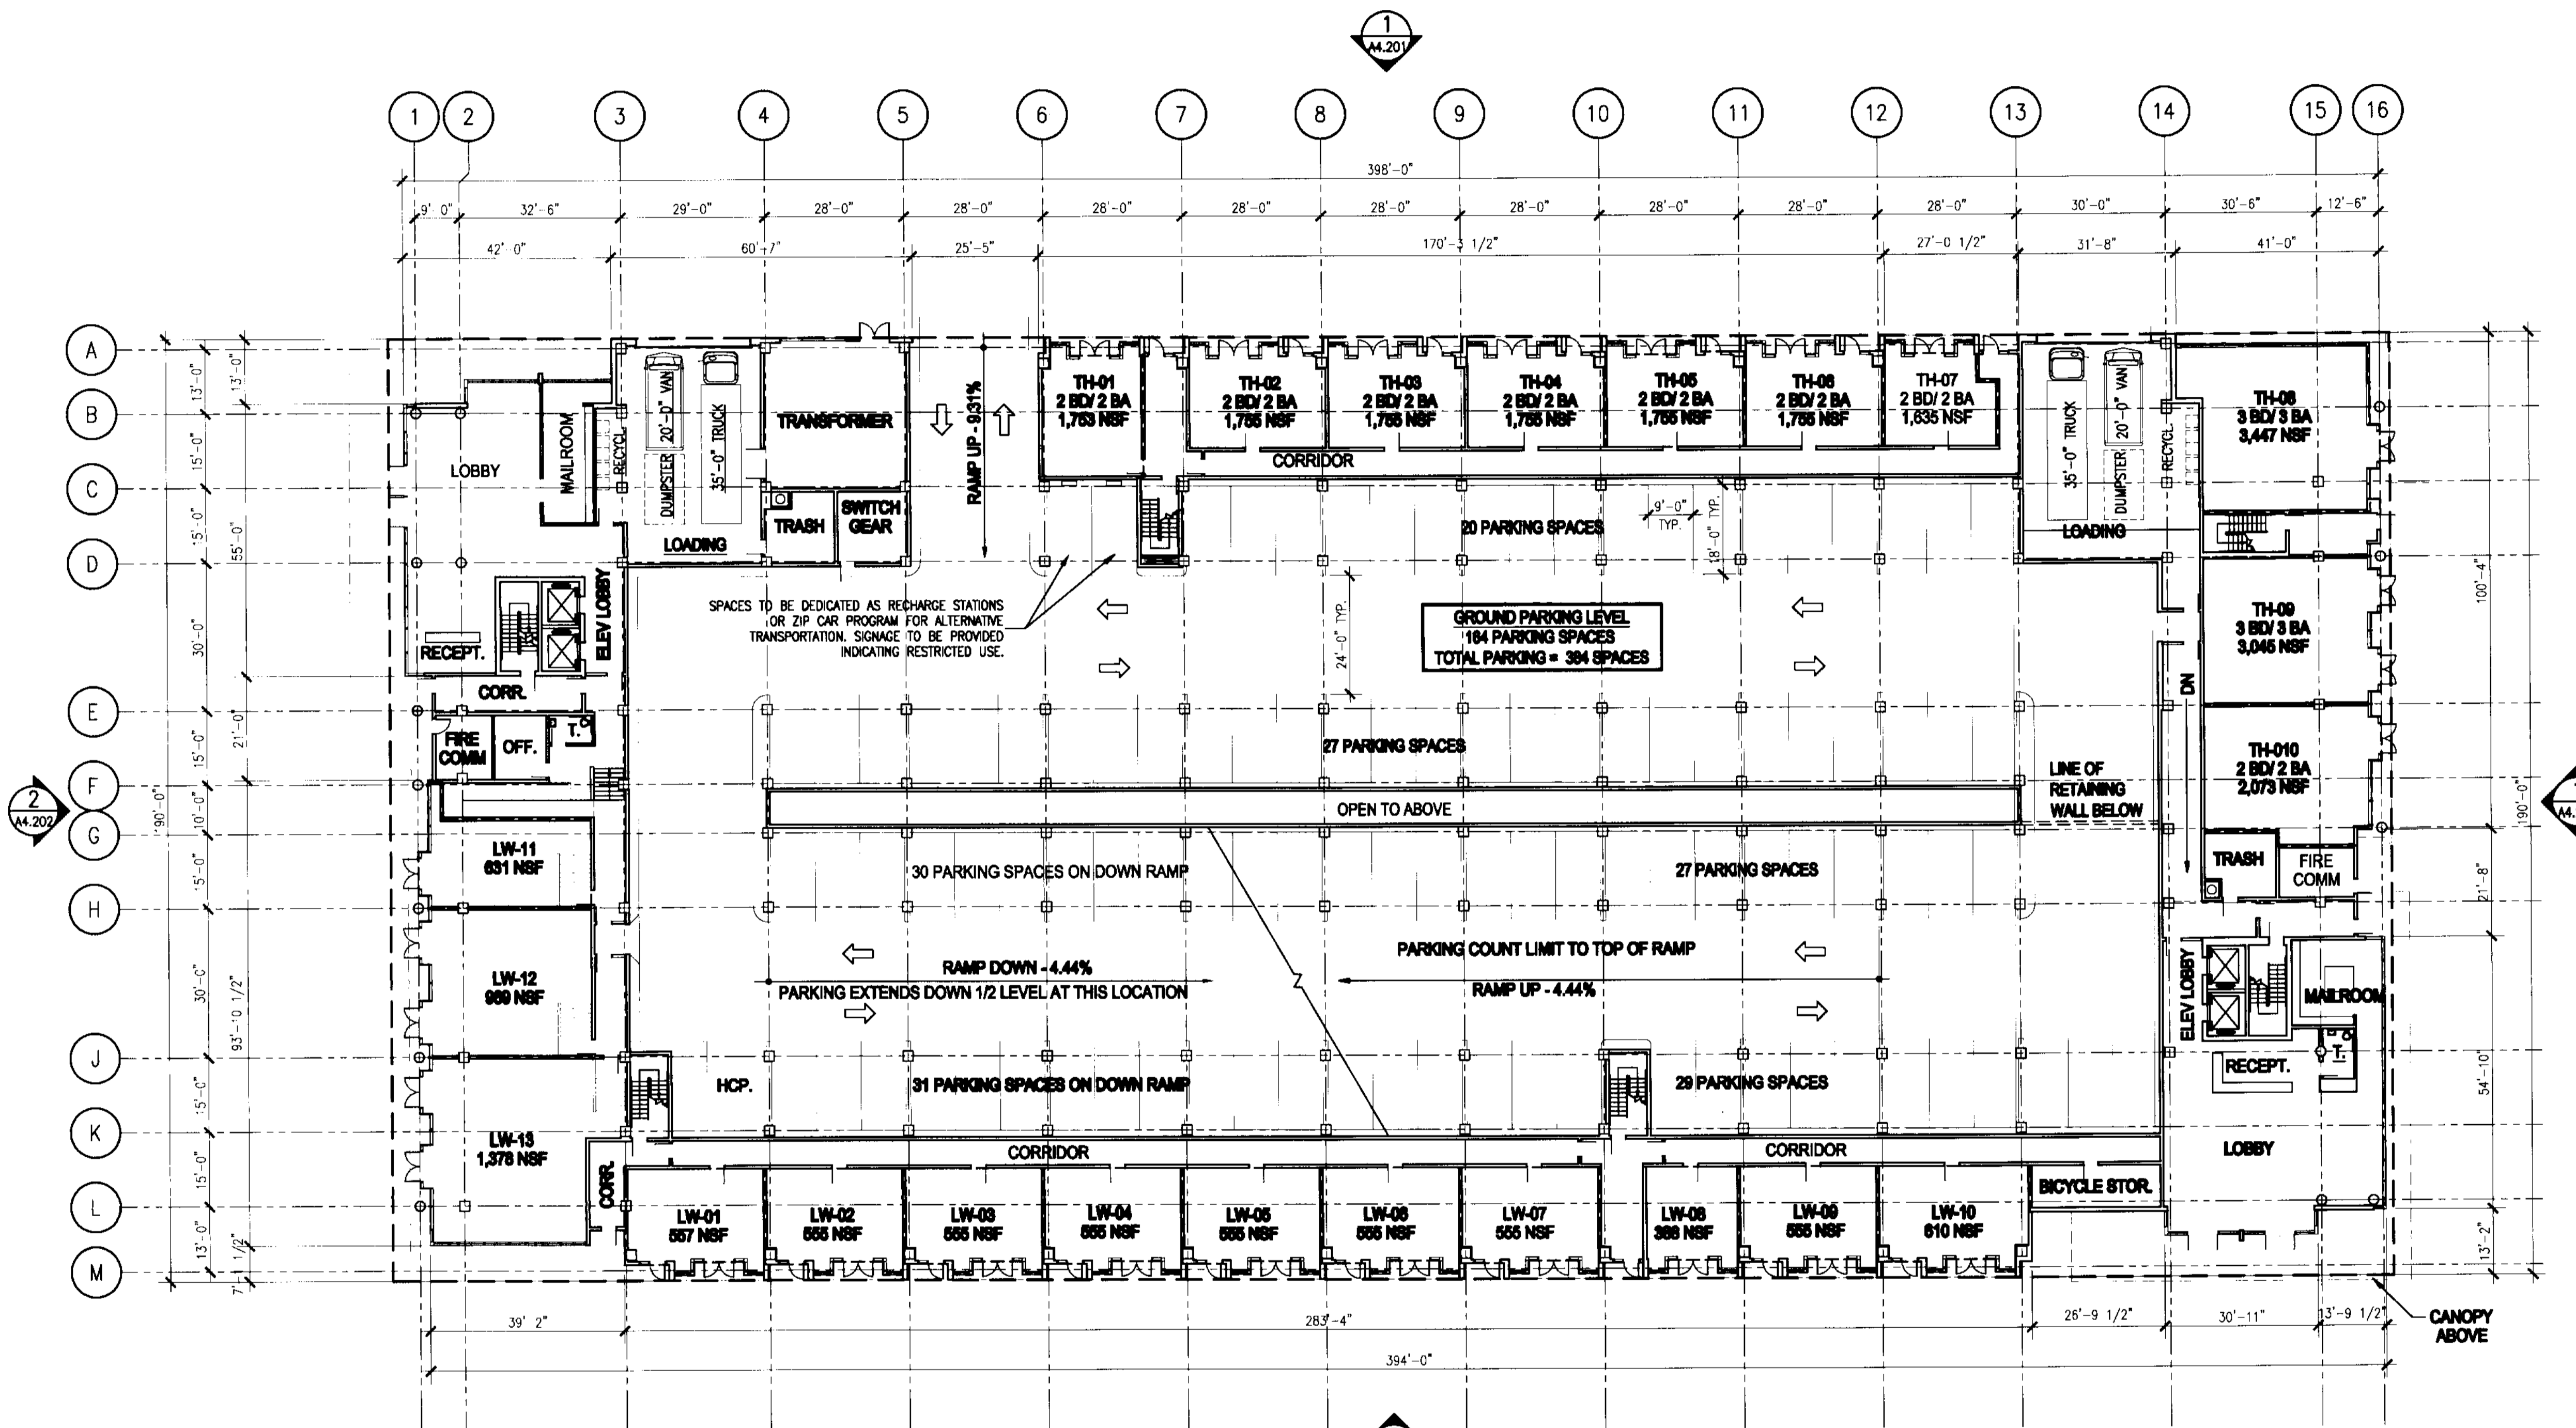 1
A4.201
1 2 3 4 5 6 7 8 9 10 11 12 13 14 15 16
398'-0"
9' 0" 32'-6" 29'-0" 28'-0" 28'-0" 28'-0" 28'-0" 28'-0" 28'-0" 28'-0" 28'-0" 28'-0" 30'-0" 30'-6" 12'-6"
42'-0" 60'-7" 25'-5" 170'-3 1/2" 27'-0 1/2" 31'-8" 41'-0"
A
B
C
D
E
F
G
H
J
K
L
M
2
A4.202
13'-0"
15'-0"
15'-0"
30'-0"
15'-0"
10'-0"
15'-0"
30'-0"
15'-0"
15'-0"
13'-0"
13'-0"
55'-0"
21'-0"
93'-10 1/2"
7'-1 1/2"
LOBBY
MAILROOM
RECYCL
DUMPSTER
20'-0" VAN
35'-0" TRUCK
LOADING
TRANSFORMER
TRASH
SWITCH
GEAR
RAMP UP - 9.31%
TH-01
2 BD/ 2 BA
1,753 NSF
TH-02
2 BD/ 2 BA
1,755 NSF
TH-03
2 BD/ 2 BA
1,755 NSF
TH-04
2 BD/ 2 BA
1,755 NSF
TH-05
2 BD/ 2 BA
1,755 NSF
TH-06
2 BD/ 2 BA
1,755 NSF
TH-07
2 BD/ 2 BA
1,635 NSF
CORRIDOR
35'-0" TRUCK
DUMPSTER
20'-0" VAN
RECYCL
LOADING
TH-08
3 BD/ 3 BA
3,447 NSF
20 PARKING SPACES
9'-0"
TYP.
18'-0" TYP.
ELEV LOBBY
RECEPT.
CORR.
FIRE
COMM
OFF.
T.
SPACES TO BE DEDICATED AS RECHARGE STATIONS
OR ZIP CAR PROGRAM FOR ALTERNATIVE
TRANSPORTATION. SIGNAGE TO BE PROVIDED
INDICATING RESTRICTED USE.
24'-0" TYP.
GROUND PARKING LEVEL
164 PARKING SPACES
TOTAL PARKING = 384 SPACES
TH-09
3 BD/ 3 BA
3,045 NSF
DN
27 PARKING SPACES
LINE OF
RETAINING
WALL BELOW
TH-010
2 BD/ 2 BA
2,073 NSF
OPEN TO ABOVE
LW-11
631 NSF
30 PARKING SPACES ON DOWN RAMP
27 PARKING SPACES
TRASH
FIRE
COMM
LW-12
989 NSF
RAMP DOWN - 4.44%
PARKING EXTENDS DOWN 1/2 LEVEL AT THIS LOCATION
PARKING COUNT LIMIT TO TOP OF RAMP
RAMP UP - 4.44%
ELEV LOBBY
MAILROOM
RECEPT.
T.
LW-13
1,378 NSF
HCP.
31 PARKING SPACES ON DOWN RAMP
29 PARKING SPACES
CORRIDOR
CORRIDOR
LOBBY
CORR.
BICYCLE STOR.
LW-01
557 NSF
LW-02
555 NSF
LW-03
555 NSF
LW-04
555 NSF
LW-05
555 NSF
LW-06
555 NSF
LW-07
555 NSF
LW-08
LW-09
555 NSF
LW-10
610 NSF
100'-4"
190'-0"
21'-8"
54'-10"
13'-2"
39' 2" 283'-4" 26'-9 1/2" 30'-11" 13'-9 1/2"
394'-0"
CANOPY
ABOVE